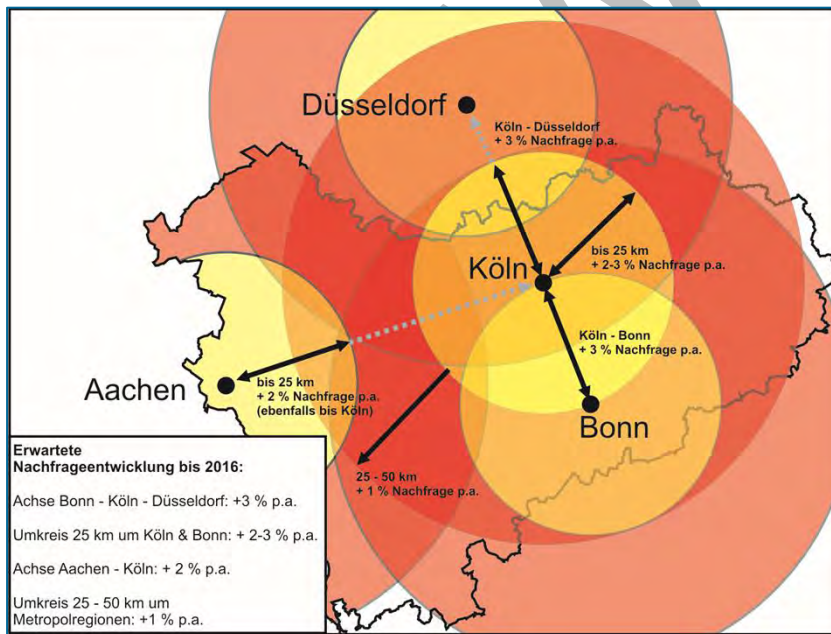 Düsseldorf
Köln - Düsseldorf
+ 3 % Nachfrage p.a.
bis 25 km
+ 2-3 % Nachfrage p.a.
Köln
Köln - Bonn
+ 3 % Nachfrage p.a.
Aachen
bis 25 km
+ 2 % Nachfrage p.a.
(ebenfalls bis Köln)
Bonn
25 - 50 km
+ 1 % Nachfrage p.a.
Erwartete
Nachfrageentwicklung bis 2016:
Achse Bonn - Köln - Düsseldorf: +3 % p.a.
Umkreis 25 km um Köln & Bonn: + 2-3 % p.a.
Achse Aachen - Köln: + 2 % p.a.
Umkreis 25 - 50 km um
Metropolregionen: +1 % p.a.